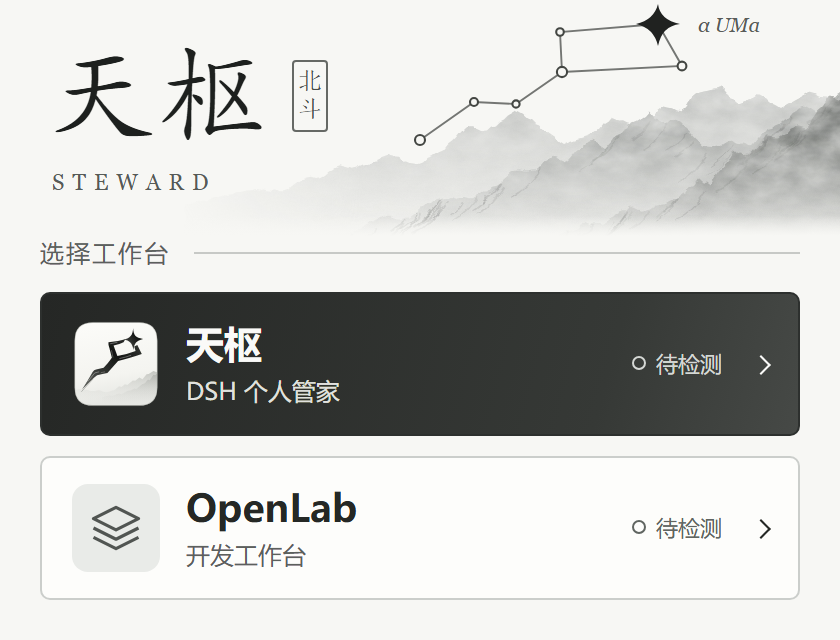 α UMa
天枢
北斗
STEWARD
选择工作台
天枢
DSH 个人管家
待检测
OpenLab
开发工作台
待检测